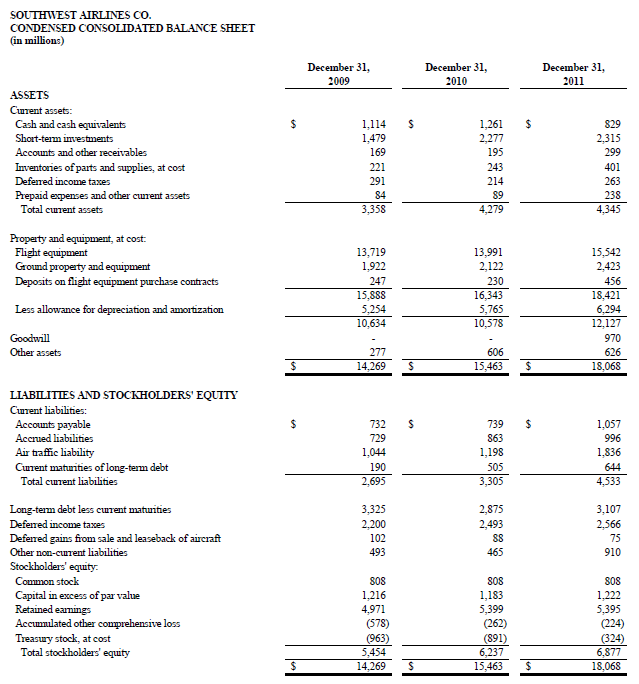 SOUTHWEST AIRLINES CO.
CONDENSED CONSOLIDATED BALANCE SHEET
(in millions)
December 31, December 31, December 31,
2009 2010 2011
ASSETS
Current assets:
Cash and cash equivalents $ 1,114 $ 1,261 $ 829
Short-term investments 1,479 2,277 2,315
Accounts and other receivables 169 195 299
Inventories of parts and supplies, at cost 221 243 401
Deferred income taxes 291 214 263
Prepaid expenses and other current assets 84 89 238
Total current assets 3,358 4,279 4,345
Property and equipment, at cost:
Flight equipment 13,719 13,991 15,542
Ground property and equipment 1,922 2,122 2,423
Deposits on flight equipment purchase contracts 247 230 456
15,888 16,343 18,421
Less allowance for depreciation and amortization 5,254 5,765 6,294
10,634 10,578 12,127
Goodwill - - 970
Other assets 277 606 626
$ 14,269 $ 15,463 $ 18,068
LIABILITIES AND STOCKHOLDERS' EQUITY
Current liabilities:
Accounts payable $ 732 $ 739 $ 1,057
Accrued liabilities 729 863 996
Air traffic liability 1,044 1,198 1,836
Current maturities of long-term debt 190 505 644
Total current liabilities 2,695 3,305 4,533
Long-term debt less current maturities 3,325 2,875 3,107
Deferred income taxes 2,200 2,493 2,566
Deferred gains from sale and leaseback of aircraft 102 88 75
Other non-current liabilities 493 465 910
Stockholders' equity:
Common stock 808 808 808
Capital in excess of par value 1,216 1,183 1,222
Retained earnings 4,971 5,399 5,395
Accumulated other comprehensive loss (578) (262) (224)
Treasury stock, at cost (963) (891) (324)
Total stockholders' equity 5,454 6,237 6,877
$ 14,269 $ 15,463 $ 18,068